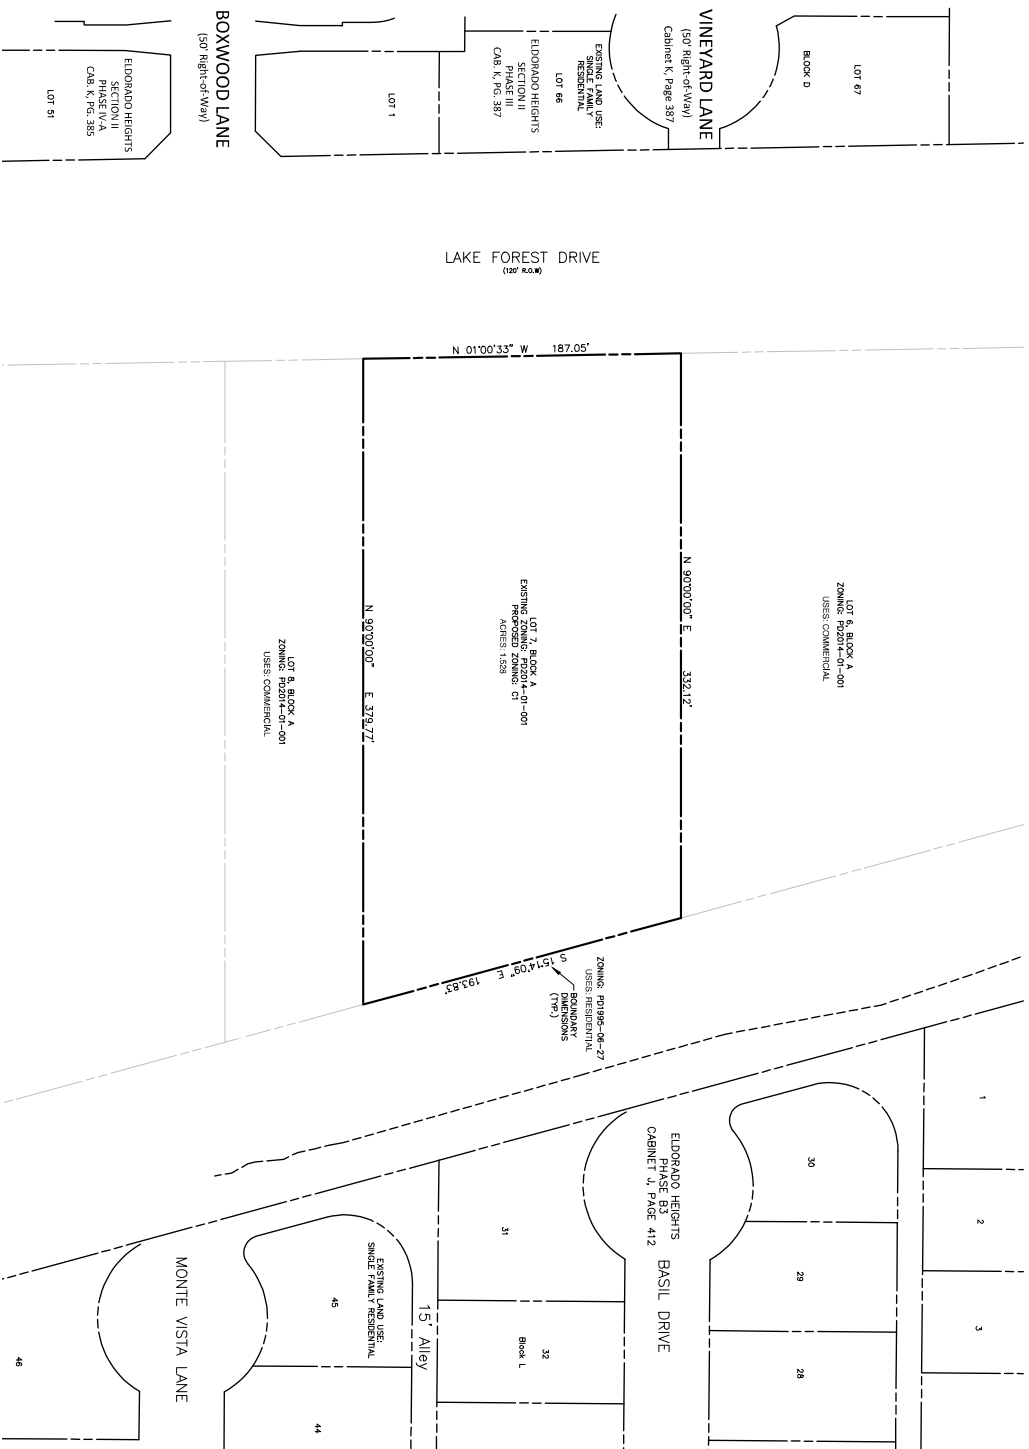 VINEYARD LANE
(50' Right-of-Way)
Cabinet K, Page 387
BLOCK D
LOT 67
BOXWOOD LANE
(50' Right-of-Way)
ELDORADO HEIGHTS
SECTION II
PHASE IV-A
CAB. K, PG. 385
LOT 51
LOT 1
EXISTING LAND USE:
SINGLE FAMILY
RESIDENTIAL
LOT 66
ELDORADO HEIGHTS
SECTION II
PHASE III
CAB. K, PG. 387
LAKE FOREST DRIVE
(120' R.O.W)
N 01°00'33" W 187.05'
N 90°00'00" E 332.12'
LOT 6, BLOCK A
ZONING: PD2014-01-001
USES: COMMERCIAL
LOT 7, BLOCK A
EXISTING ZONING: PD2014-01-001
PROPOSED ZONING: C1
ACRES: 1.528
N 90°00'00" E 379.77'
LOT 8, BLOCK A
ZONING: PD2014-01-001
USES: COMMERCIAL
S 15°14'09" E 193.83'
ZONING: PD1995-06-27
USES: RESIDENTIAL
BOUNDARY
DIMENSIONS
(TYP.)
1
2
3
30
29
28
ELDORADO HEIGHTS
PHASE B3
CABINET J, PAGE 412
BASIL DRIVE
31
32
Block L
15' Alley
EXISTING LAND USE:
SINGLE FAMILY RESIDENTIAL
45
44
MONTE VISTA LANE
46